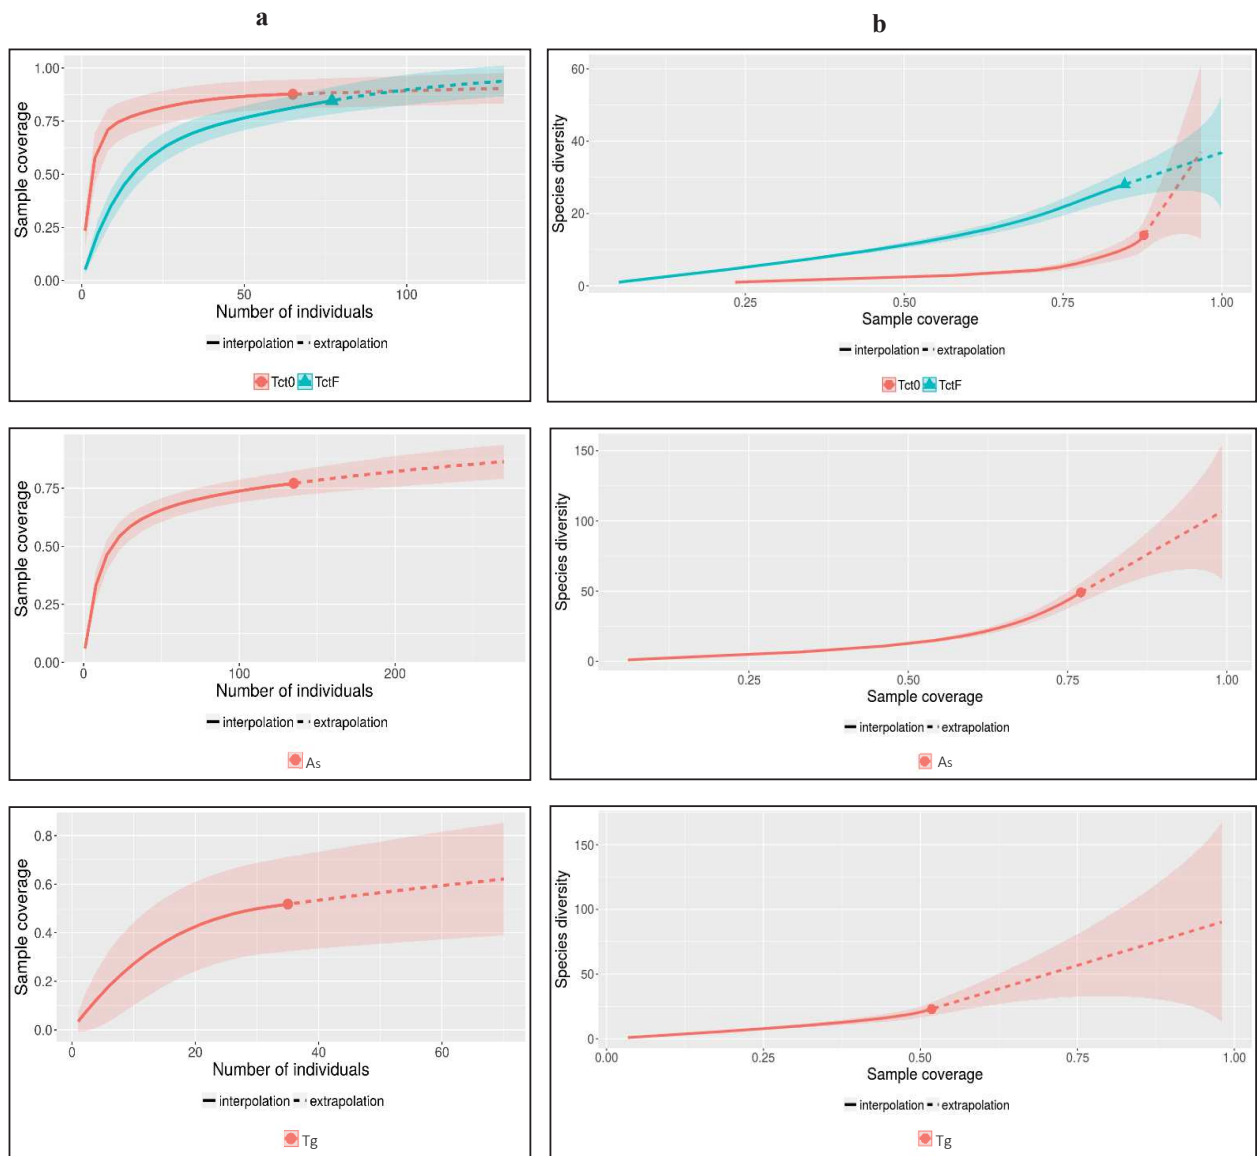 a
b
1.00
0.75
0.50
0.25
0.00
Sample coverage
0
50
100
Number of individuals
interpolation extrapolation
Tct0 TctF
60
40
20
0
Species diversity
0.25
0.50
0.75
1.00
Sample coverage
interpolation extrapolation
Tct0 TctF
0.75
0.50
0.25
0.00
Sample coverage
0
100
200
Number of individuals
interpolation extrapolation
As
150
100
50
0
Species diversity
0.25
0.50
0.75
1.00
Sample coverage
interpolation extrapolation
As
0.8
0.6
0.4
0.2
0.0
Sample coverage
0
20
40
60
Number of individuals
interpolation extrapolation
Tg
150
100
50
0
Species diversity
0.00
0.25
0.50
0.75
1.00
Sample coverage
interpolation extrapolation
Tg